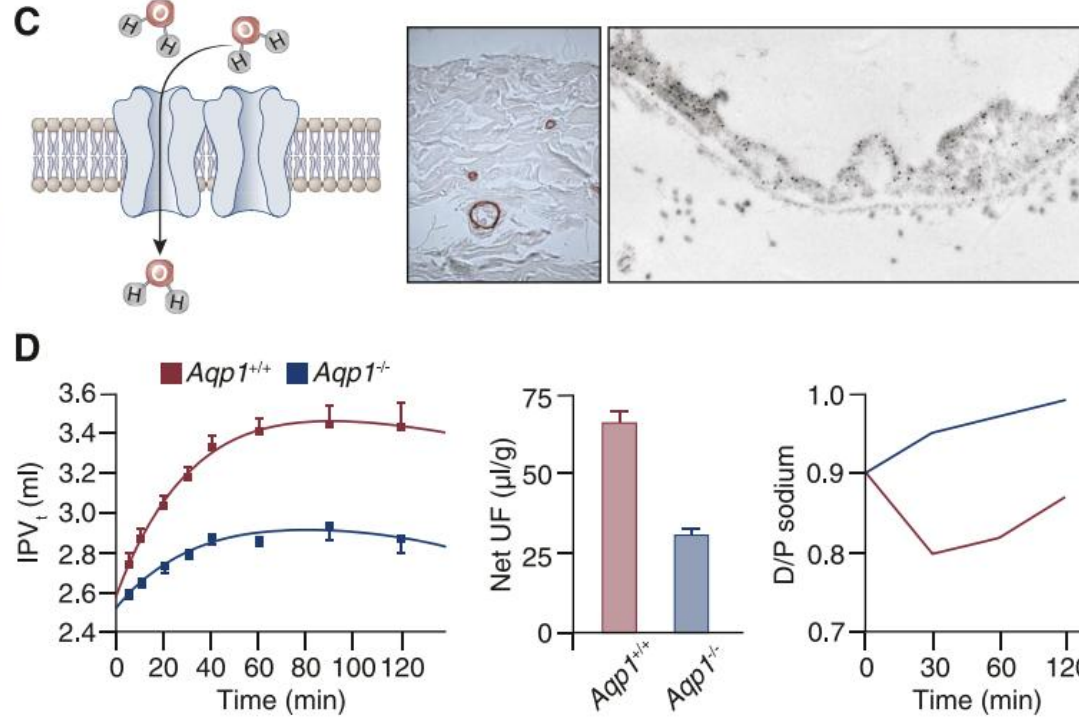 C
O
H
H
O
H
H
O
H
H
D
Aqp1+/+
Aqp1-/-
IPVt (ml)
3.6
3.4
3.2
3.0
2.8
2.6
2.4
0 20 40 60 80 100 120
Time (min)
Net UF (µl/g)
75
50
25
0
Aqp1+/+
Aqp1-/-
D/P sodium
1.0
0.9
0.8
0.7
0 30 60 120
Time (min)